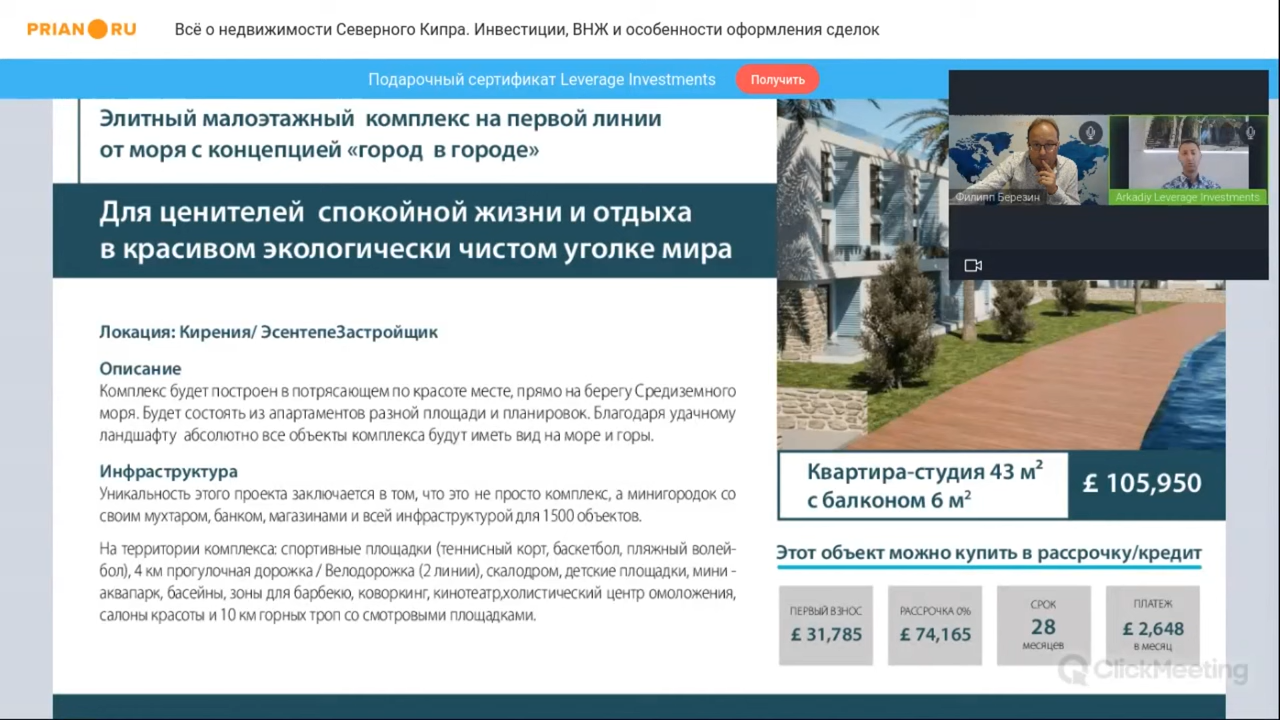 PRIAN RU
Всё о недвижимости Северного Кипра. Инвестиции, ВНЖ и особенности оформления сделок
Подарочный сертификат Leverage Investments
Получить
Элитный малоэтажный комплекс на первой линии
от моря с концепцией «город в городе»
Для ценителей спокойной жизни и отдыха
в красивом экологически чистом уголке мира
Филипп Березин
Arkadiy Leverage Investments
Локация: Кирения/ ЭсентепеЗастройщик
Описание
Комплекс будет построен в потрясающем по красоте месте, прямо на берегу Средиземного
моря. Будет состоять из апартаментов разной площади и планировок. Благодаря удачному
ландшафту абсолютно все объекты комплекса будут иметь вид на море и горы.
Инфраструктура
Уникальность этого проекта заключается в том, что это не просто комплекс, а минигородок со
своим мухтаром, банком, магазинами и всей инфраструктурой для 1500 объектов.
На территории комплекса: спортивные площадки (теннисный корт, баскетбол, пляжный волей-
бол), 4 км прогулочная дорожка / Велодорожка (2 линии), скалодром, детские площадки, мини -
аквапарк, басейны, зоны для барбекю, коворкинг, кинотеатр,холистический центр омоложения,
салоны красоты и 10 км горных троп со смотровыми площадками.
Квартира-студия 43 м²
с балконом 6 м²
£ 105,950
Этот объект можно купить в рассрочку/кредит
ПЕРВЫЙ ВЗНОС
£ 31,785
РАССРОЧКА 0%
£ 74,165
СРОК
28
месяцев
ПЛАТЕЖ
£ 2,648
в месяц
ClickMeeting